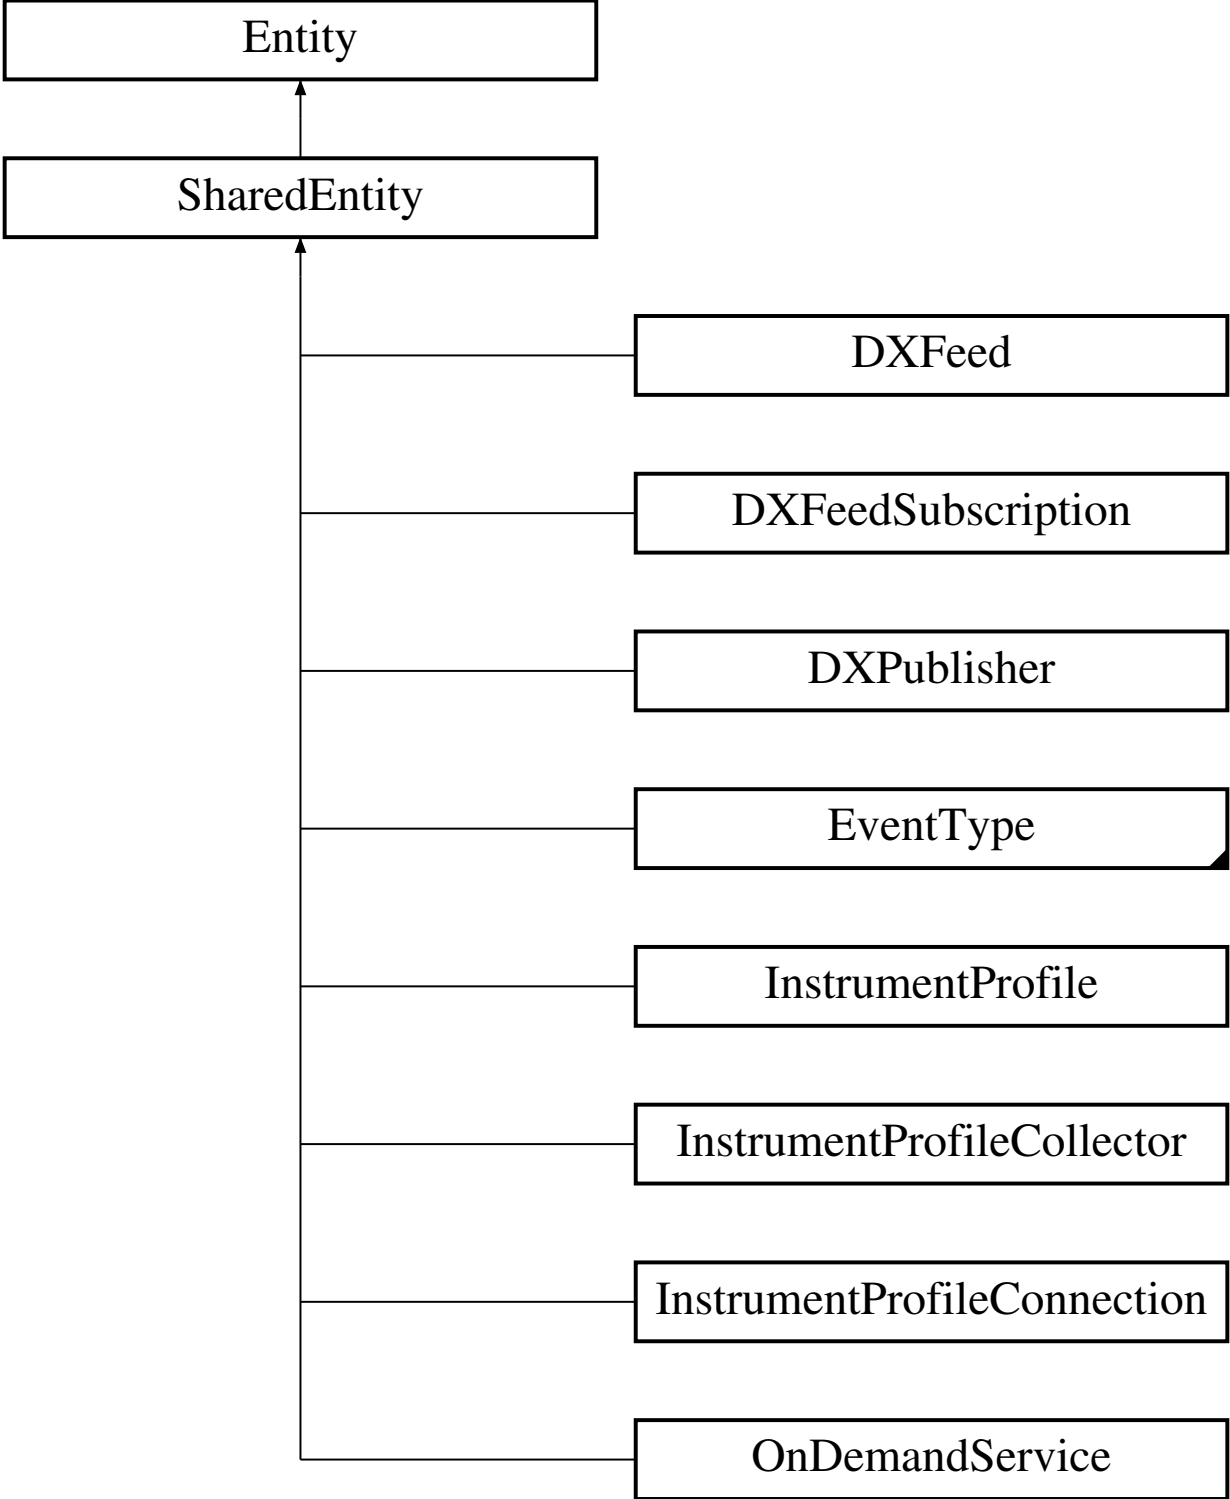 Entity
SharedEntity
DXFeed
DXFeedSubscription
DXPublisher
EventType
InstrumentProfile
InstrumentProfileCollector
InstrumentProfileConnection
OnDemandService